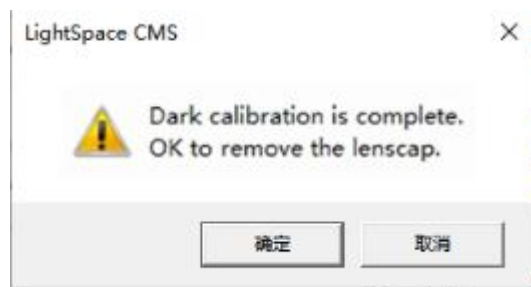 LightSpace CMS
Dark calibration is complete.
OK to remove the lenscap.
确定
取消